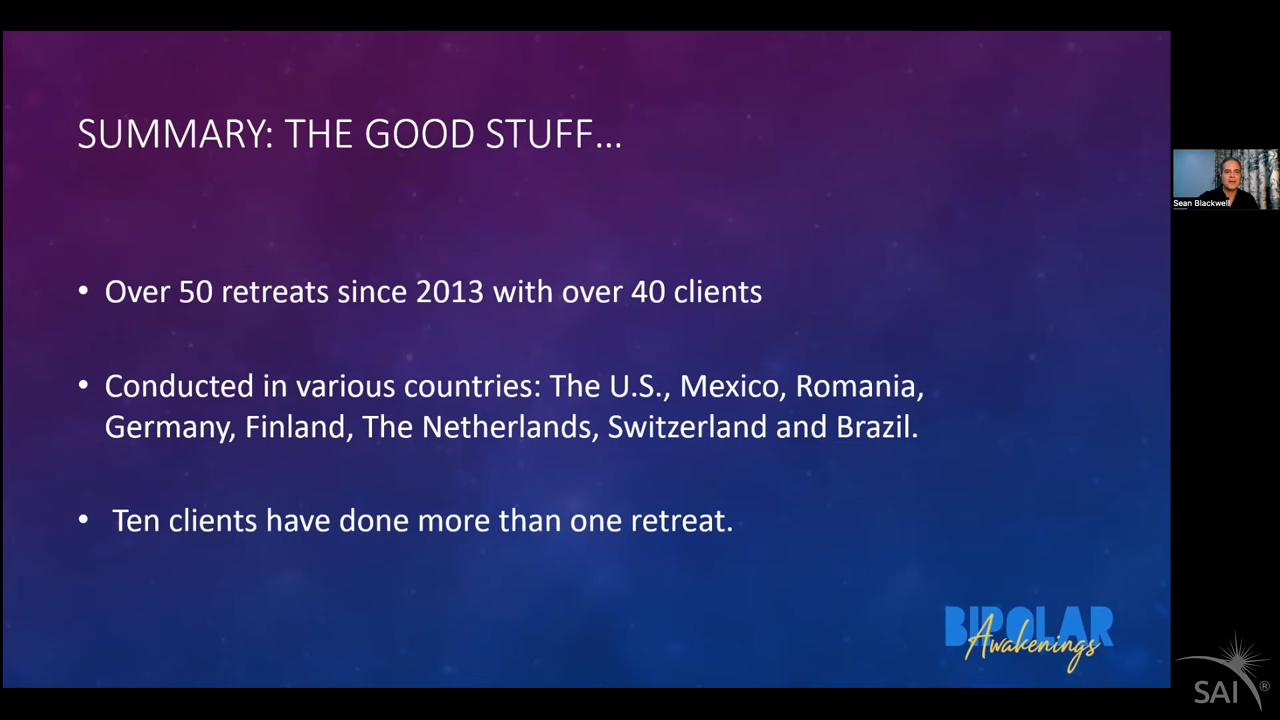 SUMMARY: THE GOOD STUFF...
• Over 50 retreats since 2013 with over 40 clients
• Conducted in various countries: The U.S., Mexico, Romania,
Germany, Finland, The Netherlands, Switzerland and Brazil.
• Ten clients have done more than one retreat.
BIPOLAR
Awakenings
Sean Blackwell
SAI®